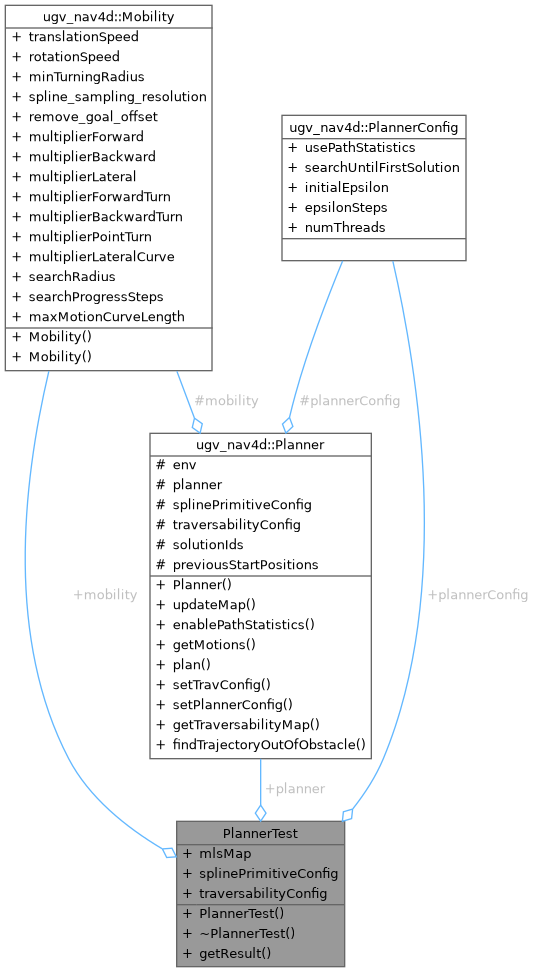 ugv_nav4d::Mobility
+ translationSpeed
+ rotationSpeed
+ minTurningRadius
+ spline_sampling_resolution
+ remove_goal_offset
+ multiplierForward
+ multiplierBackward
+ multiplierLateral
+ multiplierForwardTurn
+ multiplierBackwardTurn
+ multiplierPointTurn
+ multiplierLateralCurve
+ searchRadius
+ searchProgressSteps
+ maxMotionCurveLength
+ Mobility()
+ Mobility()
ugv_nav4d::PlannerConfig
+ usePathStatistics
+ searchUntilFirstSolution
+ initialEpsilon
+ epsilonSteps
+ numThreads
#mobility
#plannerConfig
ugv_nav4d::Planner
# env
# planner
# splinePrimitiveConfig
# traversabilityConfig
# solutionIds
# previousStartPositions
+ Planner()
+ updateMap()
+ enablePathStatistics()
+ getMotions()
+ plan()
+ setTravConfig()
+ setPlannerConfig()
+ getTraversabilityMap()
+ findTrajectoryOutOfObstacle()
+mobility
+plannerConfig
+planner
PlannerTest
+ mlsMap
+ splinePrimitiveConfig
+ traversabilityConfig
+ PlannerTest()
+ ~PlannerTest()
+ getResult()